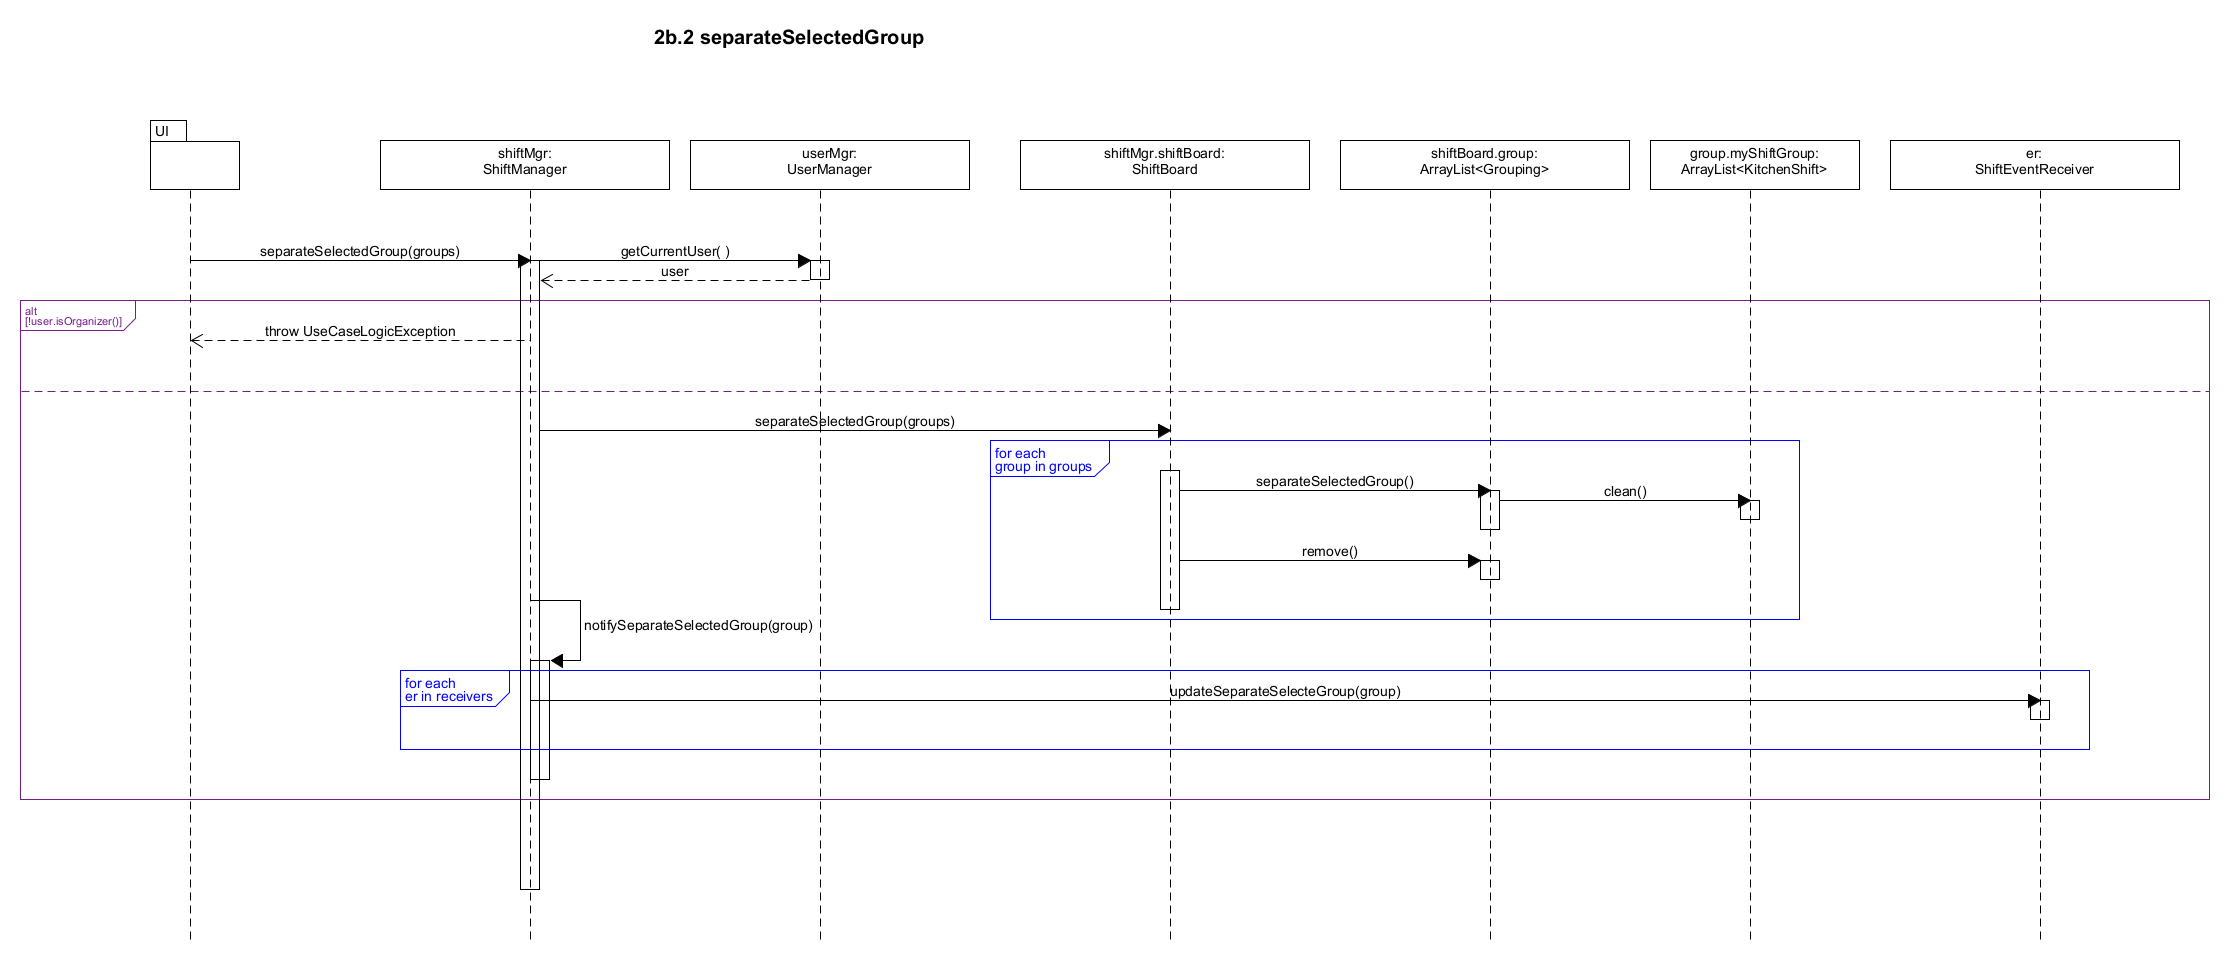 2b.2 separateSelectedGroup
UI
shiftMgr:
ShiftManager
userMgr:
UserManager
shiftMgr.shiftBoard:
ShiftBoard
shiftBoard.group:
ArrayList<Grouping>
group.myShiftGroup:
ArrayList<KitchenShift>
er:
ShiftEventReceiver
separateSelectedGroup(groups)
getCurrentUser( )
user
alt
[!user.isOrganizer()]
throw UseCaseLogicException
separateSelectedGroup(groups)
for each
group in groups
separateSelectedGroup()
clean()
remove()
notifySeparateSelectedGroup(group)
for each
er in receivers
updateSeparateSelecteGroup(group)